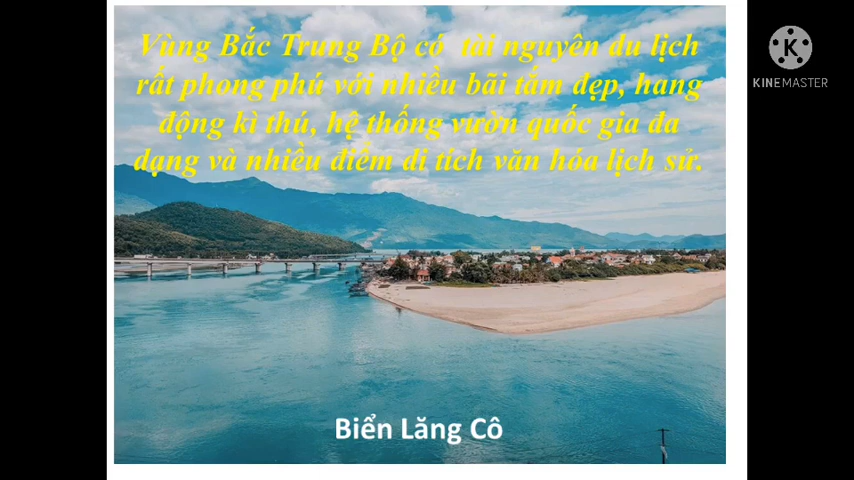 Vùng Bắc Trung Bộ có tài nguyên du lịch
rất phong phú với nhiều bãi tắm đẹp, hang
động kì thú, hệ thống vườn quốc gia đa
dạng và nhiều điểm di tích văn hóa lịch sử.
K
KINEMASTER
Biển Lăng Cô